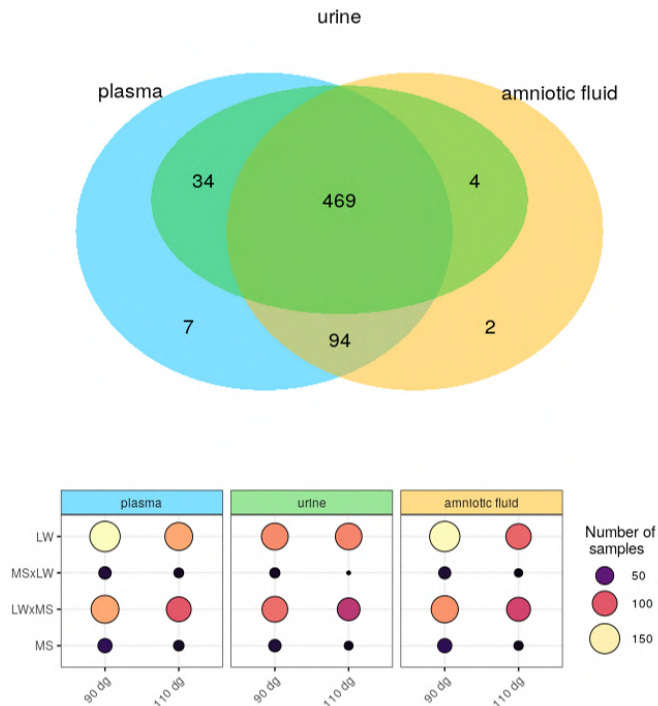 urine
plasma
amniotic fluid
34
469
4
7
94
2
plasma urine amniotic fluid
LW
MSxLW
LWxMS
MS
Number of
samples
50
100
150
90 dg 110 dg 90 dg 110 dg 90 dg 110 dg